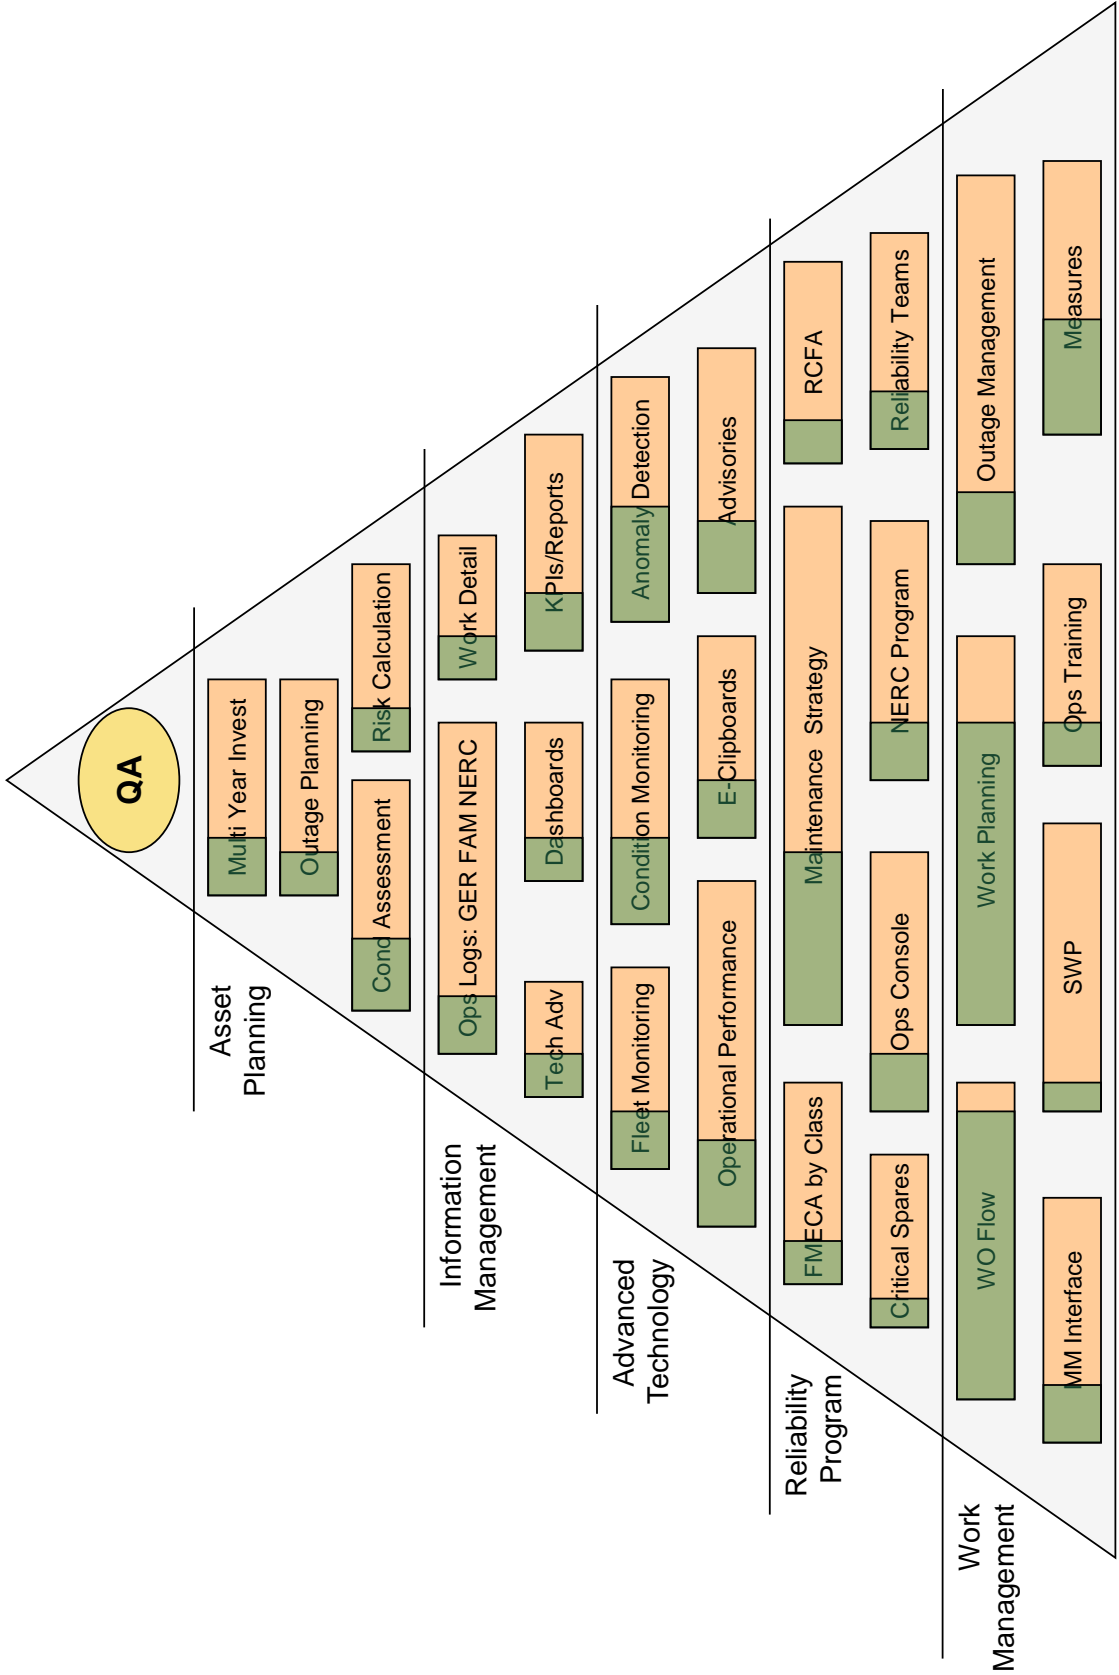 QA
Asset
Planning
Multi Year Invest
Outage Planning
Cond Assessment
Risk Calculation
Information
Management
Ops Logs: GER FAM NERC
Work Detail
Tech Adv
Dashboards
KPIs/Reports
Advanced
Technology
Fleet Monitoring
Condition Monitoring
Anomaly Detection
Operational Performance
E-Clipboards
Advisories
Reliability
Program
FMECA by Class
Maintenance Strategy
RCFA
Critical Spares
Ops Console
NERC Program
Reliability Teams
Work
Management
WO Flow
Work Planning
Outage Management
MM Interface
SWP
Ops Training
Measures